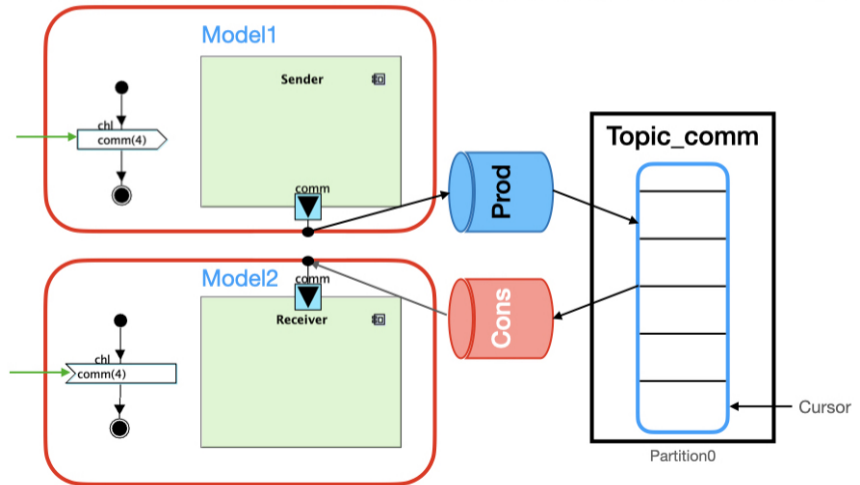 Model1
Sender
chl
comm(4)
comm
Prod
Topic_comm
Model2
comm
Receiver
chl
comm(4)
Cons
Cursor
Partition0